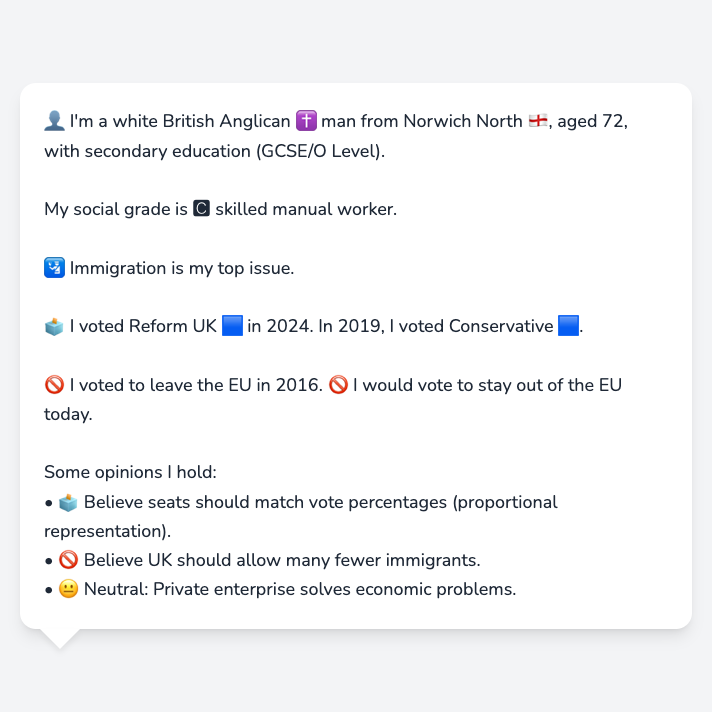 👤 I'm a white British Anglican ✝️ man from Norwich North 🏴󠁧󠁢󠁥󠁮󠁧󠁿, aged 72,
with secondary education (GCSE/O Level).
My social grade is 🅲 skilled manual worker.
🛂 Immigration is my top issue.
🗳️ I voted Reform UK 🟦 in 2024. In 2019, I voted Conservative 🟦.
🚫 I voted to leave the EU in 2016. 🚫 I would vote to stay out of the EU
today.
Some opinions I hold:
• 🗳️ Believe seats should match vote percentages (proportional
representation).
• 🚫 Believe UK should allow many fewer immigrants.
• 😐 Neutral: Private enterprise solves economic problems.